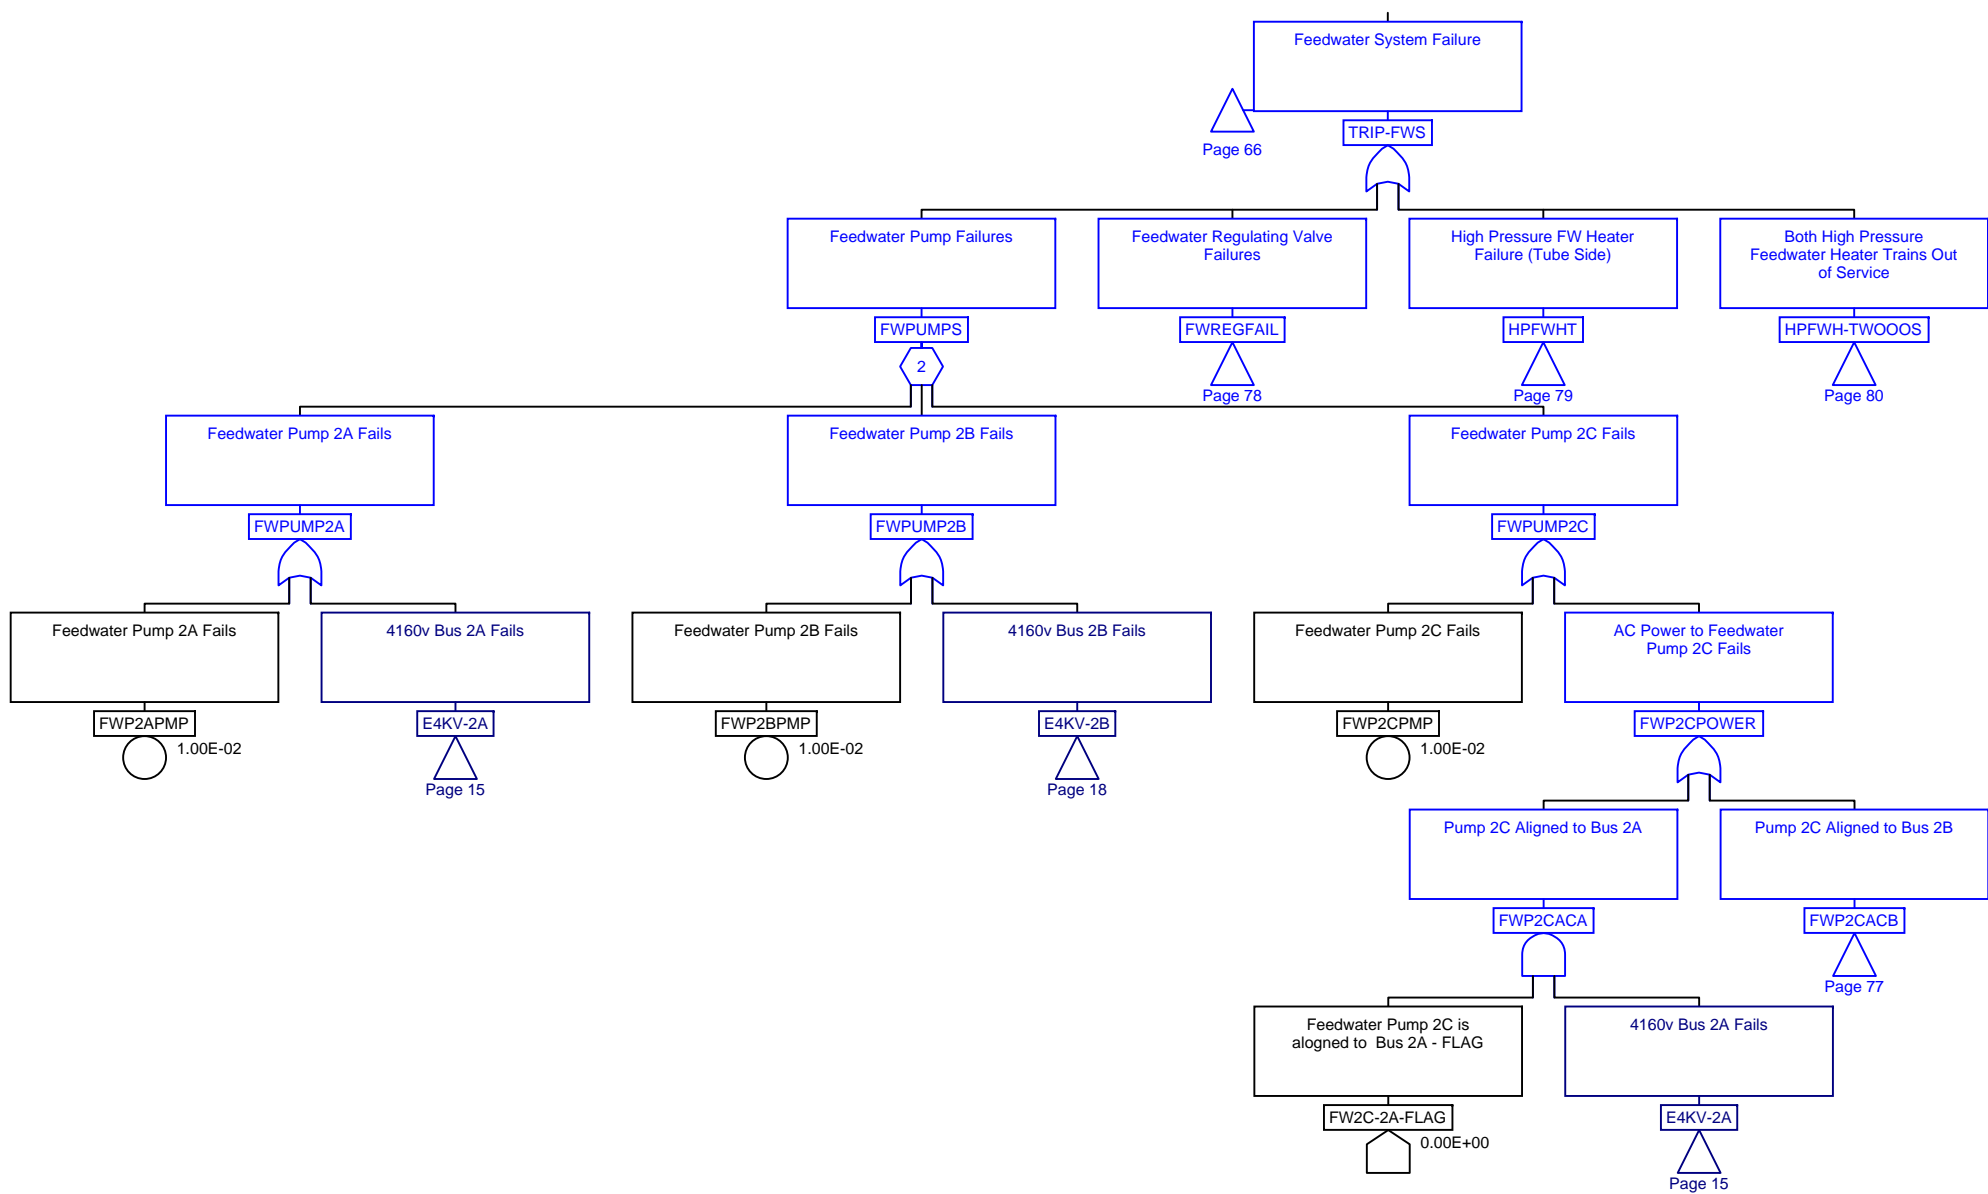 Feedwater System Failure
Page 66
TRIP-FWS
Feedwater Pump Failures
FWPUMPS
2
Feedwater Regulating Valve
Failures
FWREGFAIL
Page 78
High Pressure FW Heater
Failure (Tube Side)
HPFWHT
Page 79
Both High Pressure
Feedwater Heater Trains Out
of Service
HPFWH-TWOOOS
Page 80
Feedwater Pump 2A Fails
FWPUMP2A
Feedwater Pump 2B Fails
FWPUMP2B
Feedwater Pump 2C Fails
FWPUMP2C
Feedwater Pump 2A Fails
FWP2APMP
1.00E-02
4160v Bus 2A Fails
E4KV-2A
Page 15
Feedwater Pump 2B Fails
FWP2BPMP
1.00E-02
4160v Bus 2B Fails
E4KV-2B
Page 18
Feedwater Pump 2C Fails
FWP2CPMP
1.00E-02
AC Power to Feedwater
Pump 2C Fails
FWP2CPOWER
Pump 2C Aligned to Bus 2A
FWP2CACA
Pump 2C Aligned to Bus 2B
FWP2CACB
Page 77
Feedwater Pump 2C is
alogned to  Bus 2A - FLAG
FW2C-2A-FLAG
0.00E+00
4160v Bus 2A Fails
E4KV-2A
Page 15